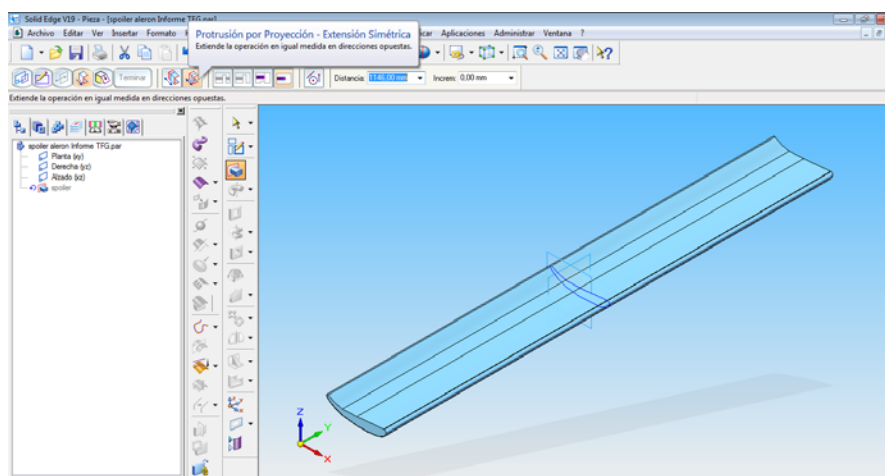 Solid Edge V19 - Pieza - [spoiler aleron Informe TFG.par]
Protrusión por Proyección - Extensión Simétrica
Extiende la operación en igual medida en direcciones opuestas.
Archivo Editar Ver Insertar Formato
car Aplicaciones Administrar Ventana ?
Terminar
Distancia: 1146,00 mm
Increm: 0,00 mm
Extiende la operación en igual medida en direcciones opuestas.
spoiler aleron Informe TFG.par
Planta (xy)
Derecha (yz)
Alzado (xz)
spoiler
Z
Y
X